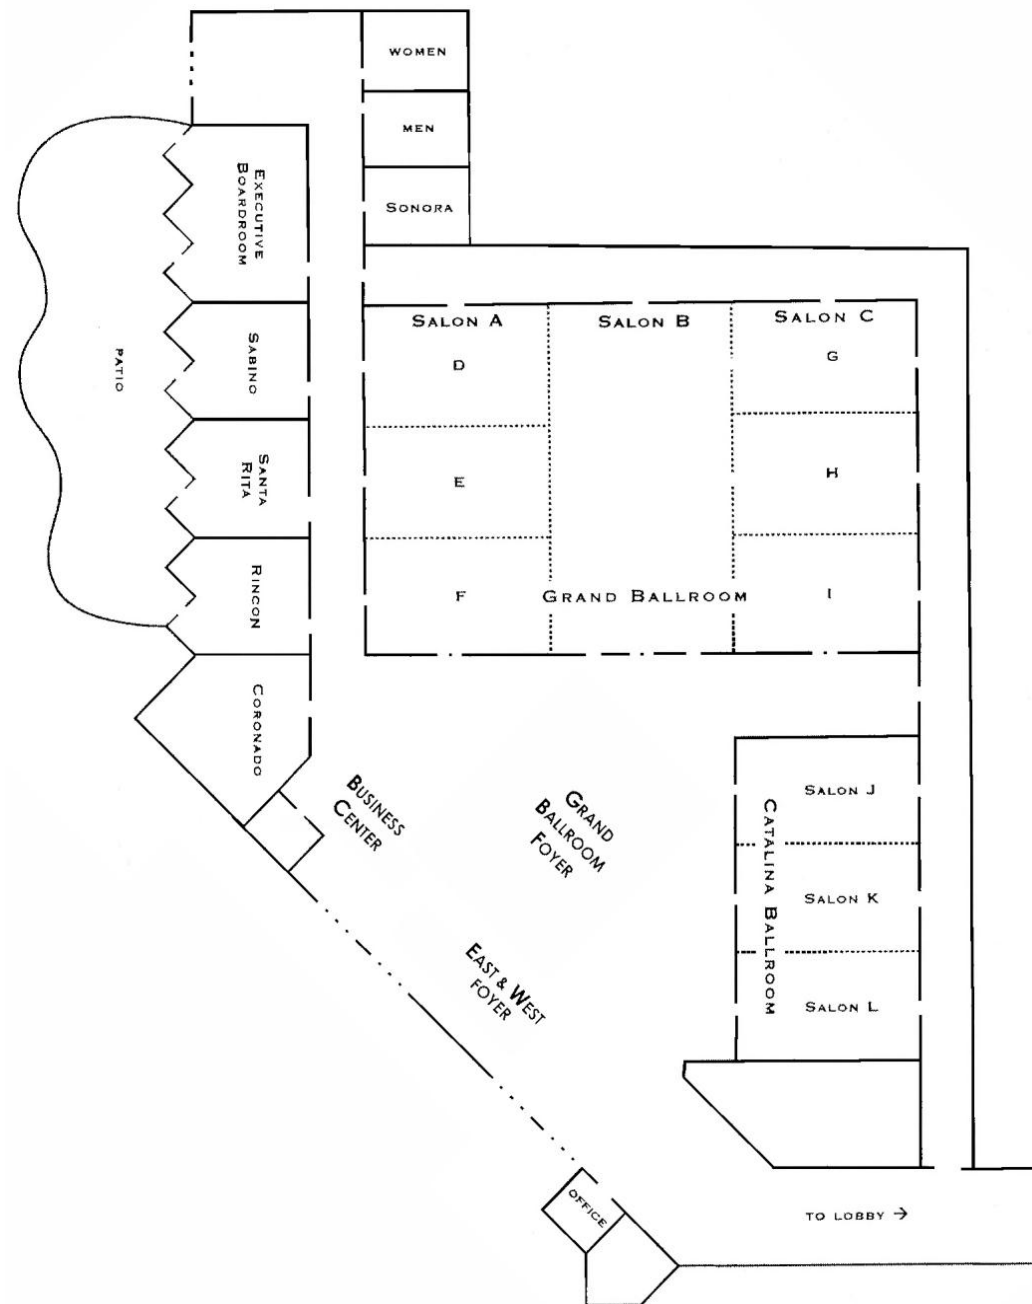 WOMEN
MEN
SONORA
EXECUTIVE
BOARDROOM
SALON A
SALON B
SALON C
D
G
SABINO
PATIO
E
H
SANTA
RITA
F
GRAND BALLROOM
I
RINCON
CORONADO
BUSINESS
CENTER
GRAND
BALLROOM
FOYER
SALON J
CATALINA BALLROOM
SALON K
SALON L
EAST & WEST
FOYER
OFFICE
TO LOBBY →